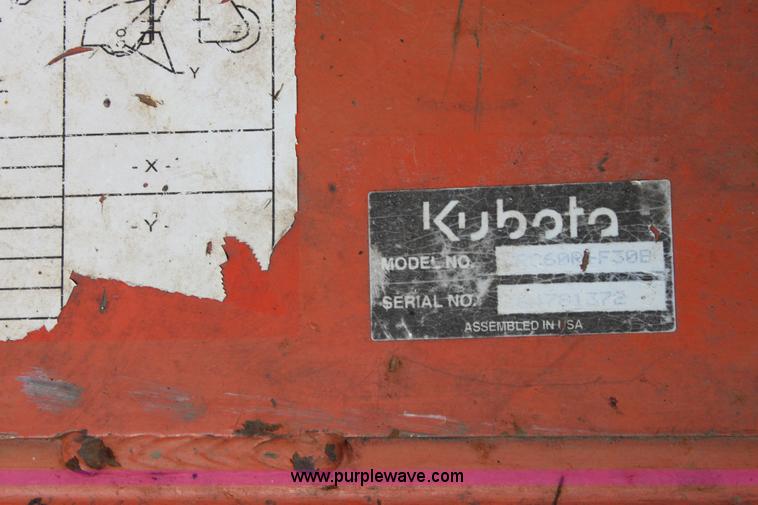 Y
- X -
- Y -
Kubota
MODEL NO.
SERIAL NO.
ASSEMBLED IN USA
www.purplewave.com